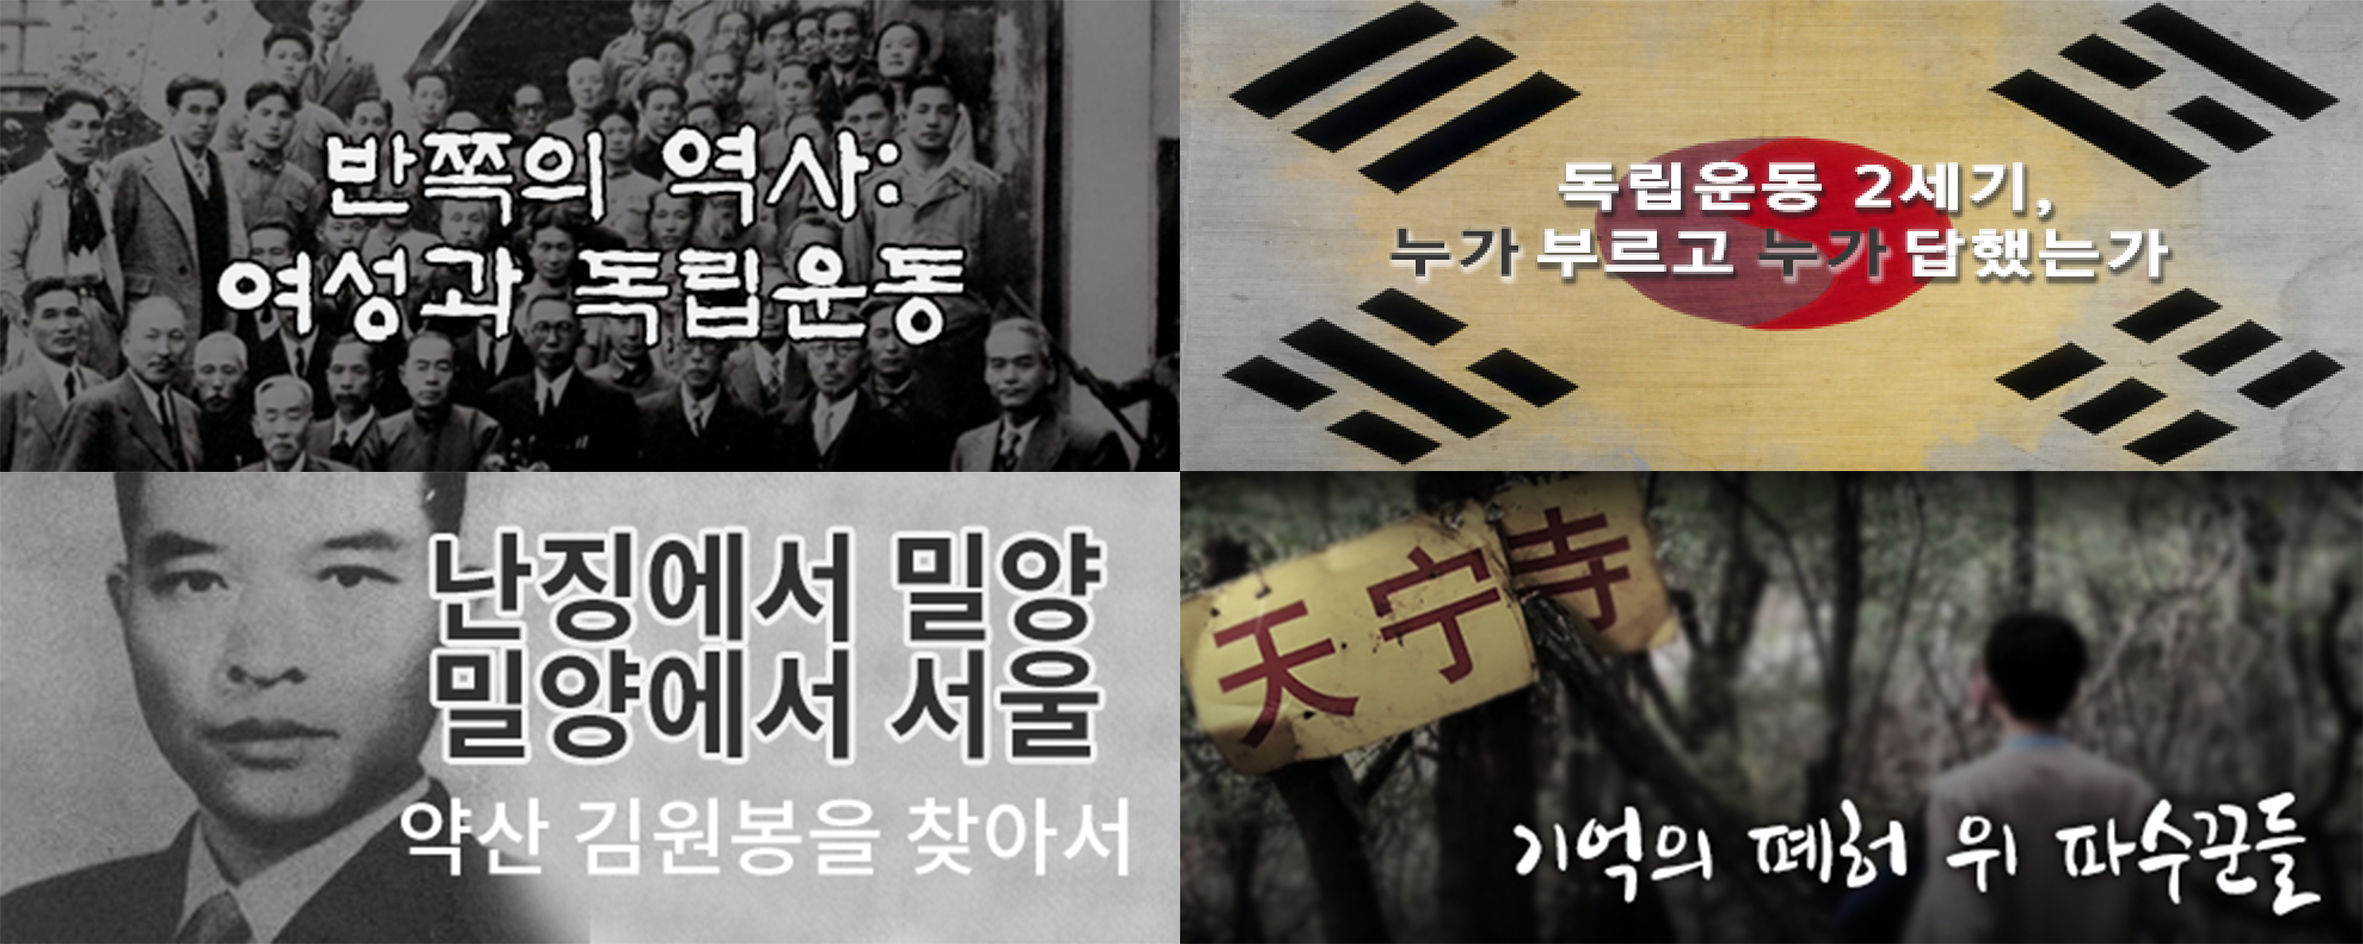 반쪽의 역사:
여성과 독립운동
독립운동 2세기,
누가 부르고 누가 답했는가
난징에서 밀양
밀양에서 서울
약산 김원봉을 찾아서
天宁寺
기억의 폐허 위 파수꾼들